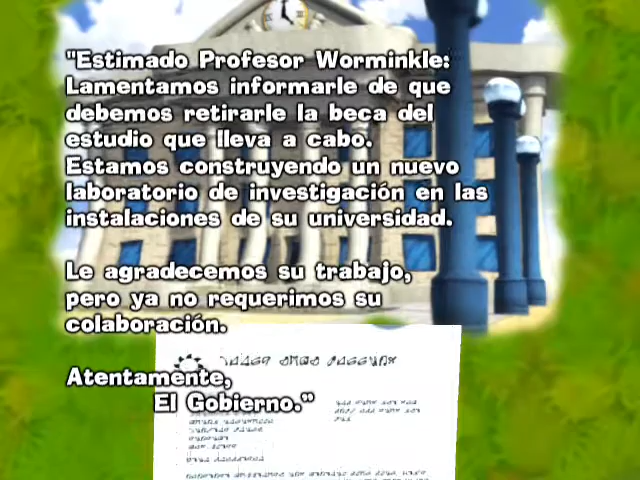 "Estimado Profesor Worminkle:
Lamentamos informarle de que
debemos retirarle la beca del
estudio que lleva a cabo.
Estamos construyendo un nuevo
laboratorio de investigación en las
instalaciones de su universidad.
Le agradecemos su trabajo,
pero ya no requerimos su
colaboración.
Atentamente,
El Gobierno."